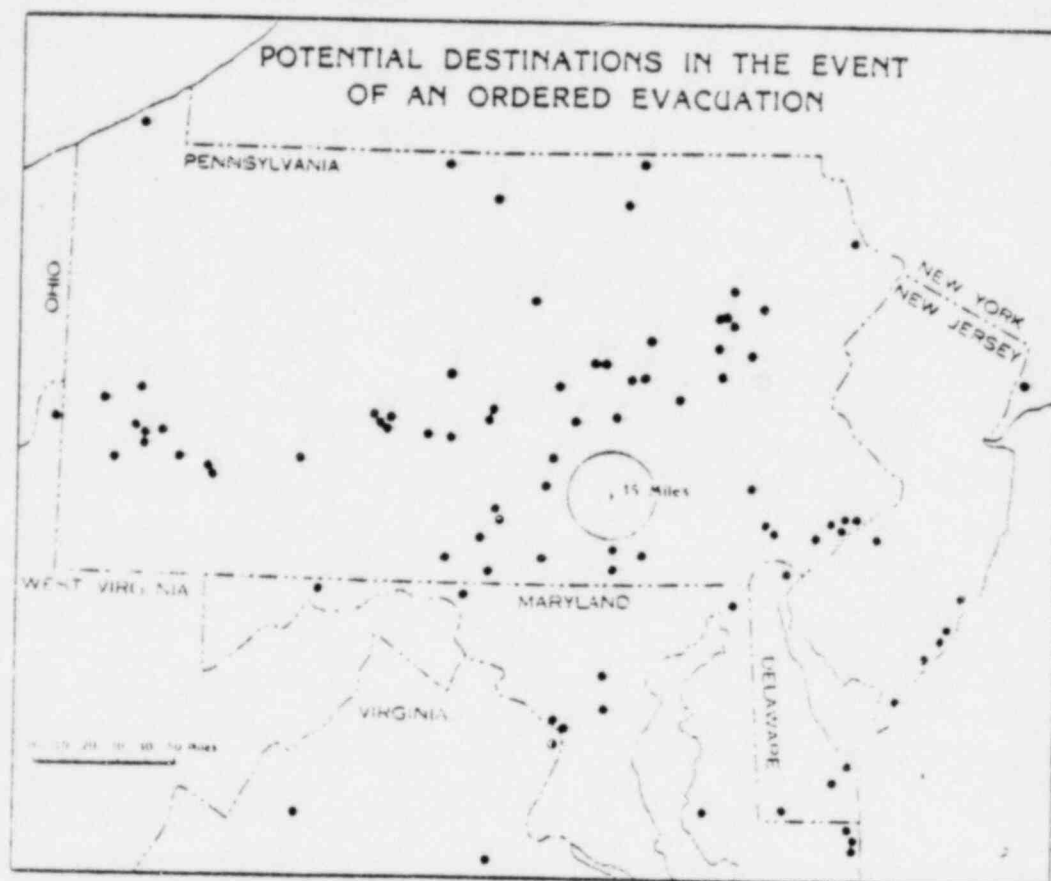 POTENTIAL DESTINATIONS IN THE EVENT
OF AN ORDERED EVACUATION
PENNSYLVANIA
OHIO
NEW YORK
NEW JERSEY
15 Miles
WEST VIRGINIA
MARYLAND
DELAWARE
VIRGINIA
Miles